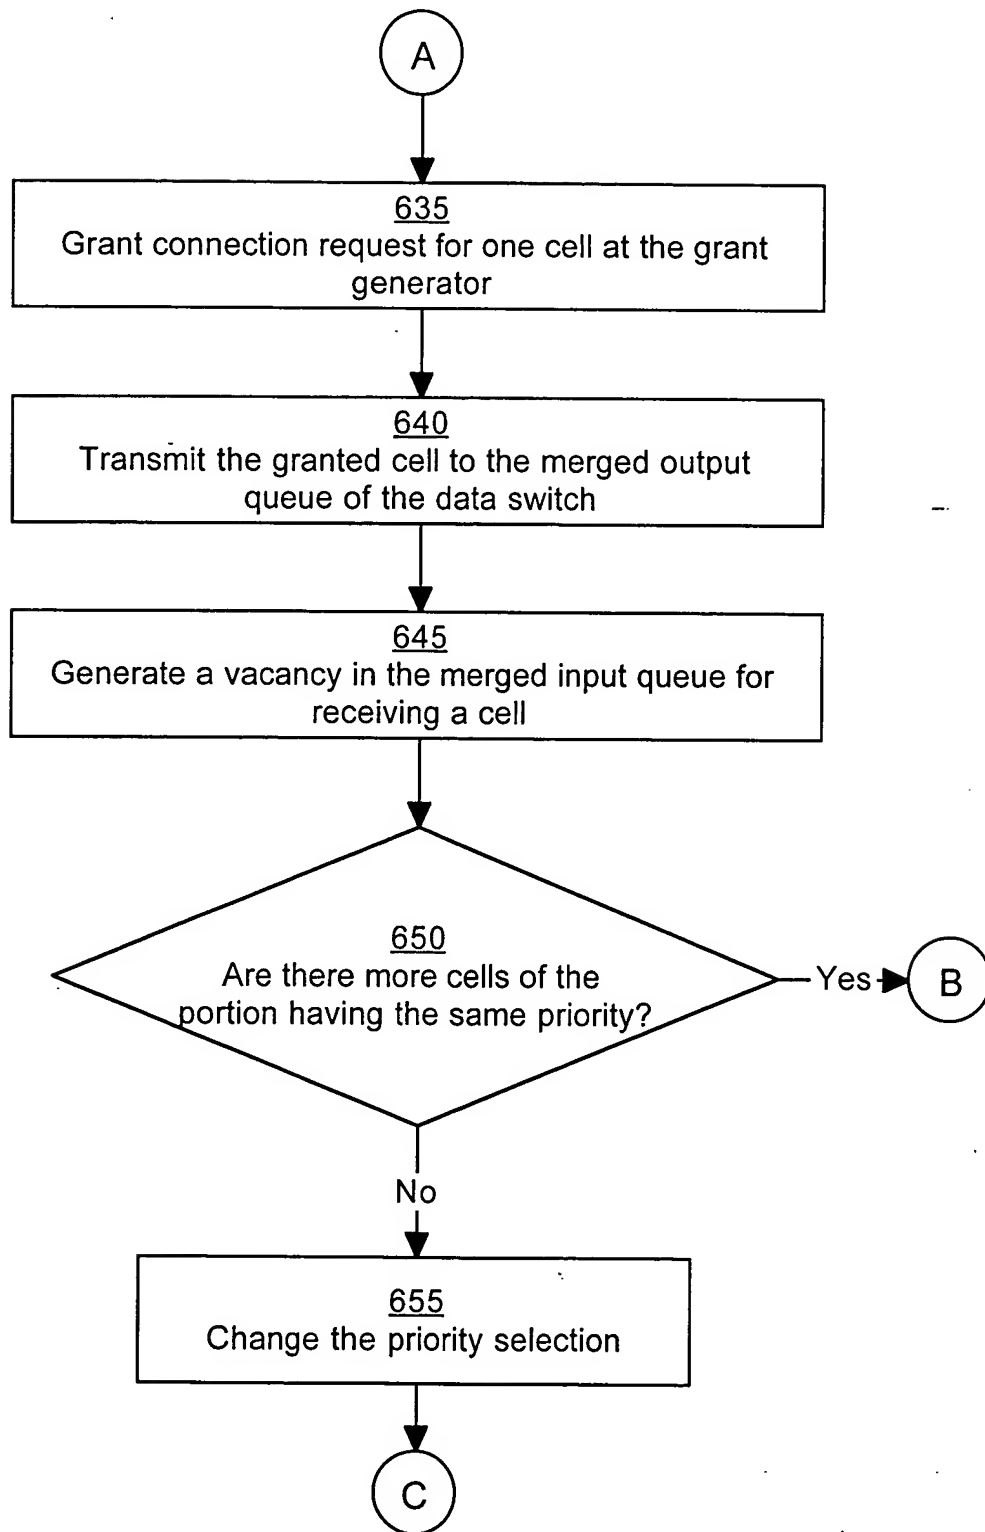 A
635
Grant connection request for one cell at the grant
generator
640
Transmit the granted cell to the merged output
queue of the data switch
645
Generate a vacancy in the merged input queue for
receiving a cell
650
Are there more cells of the
portion having the same priority?
Yes
B
No
655
Change the priority selection
C